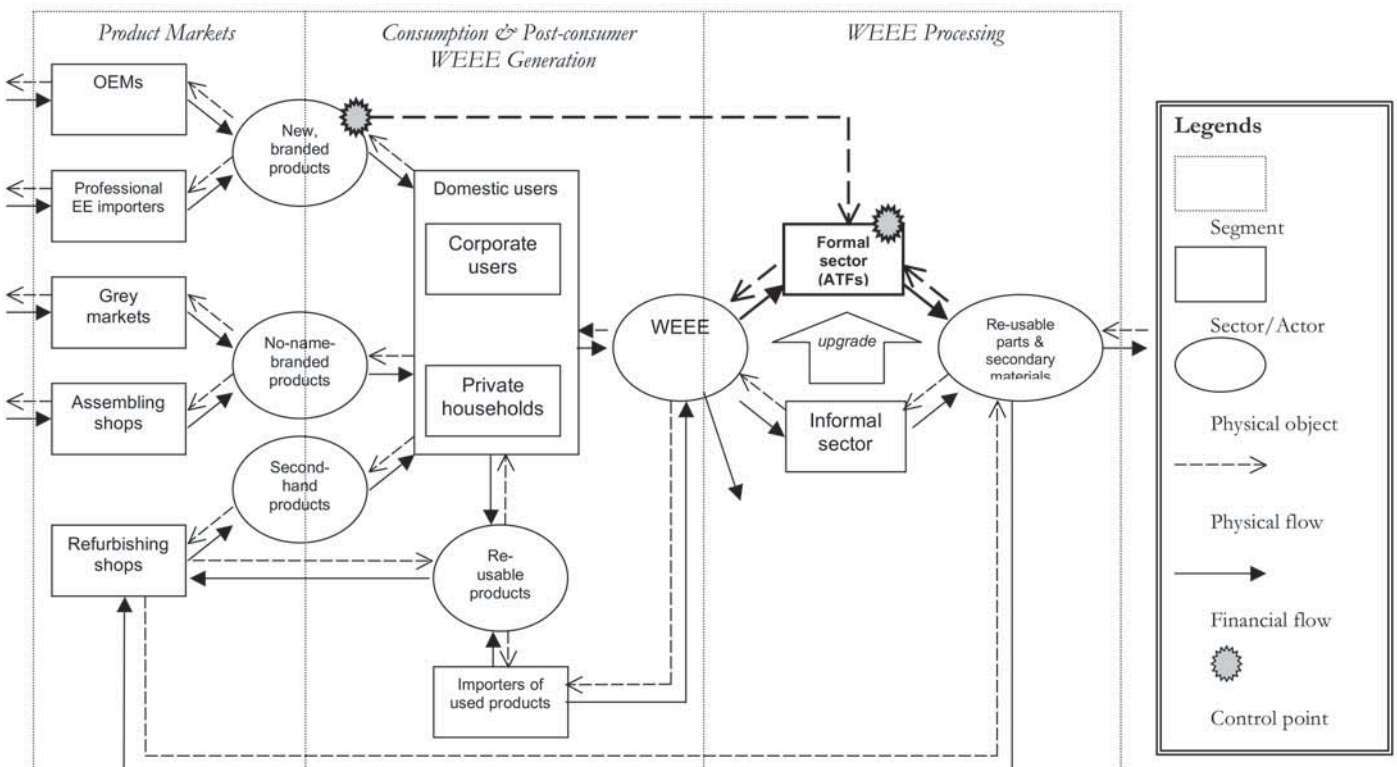 Product Markets
Consumption & Post-consumer
WEEE Generation
WEEE Processing
OEMs
Professional
EE importers
Grey
markets
Assembling
shops
Refurbishing
shops
New,
branded
products
No-name-
branded
products
Second-
hand
products
Domestic users
Corporate
users
Private
households
Re-
usable
products
Importers of
used products
WEEE
Formal
sector
(ATFs)
upgrade
Informal
sector
Re-usable
parts &
secondary
materials
Legends
Segment
Sector/Actor
Physical object
Physical flow
Financial flow
Control point